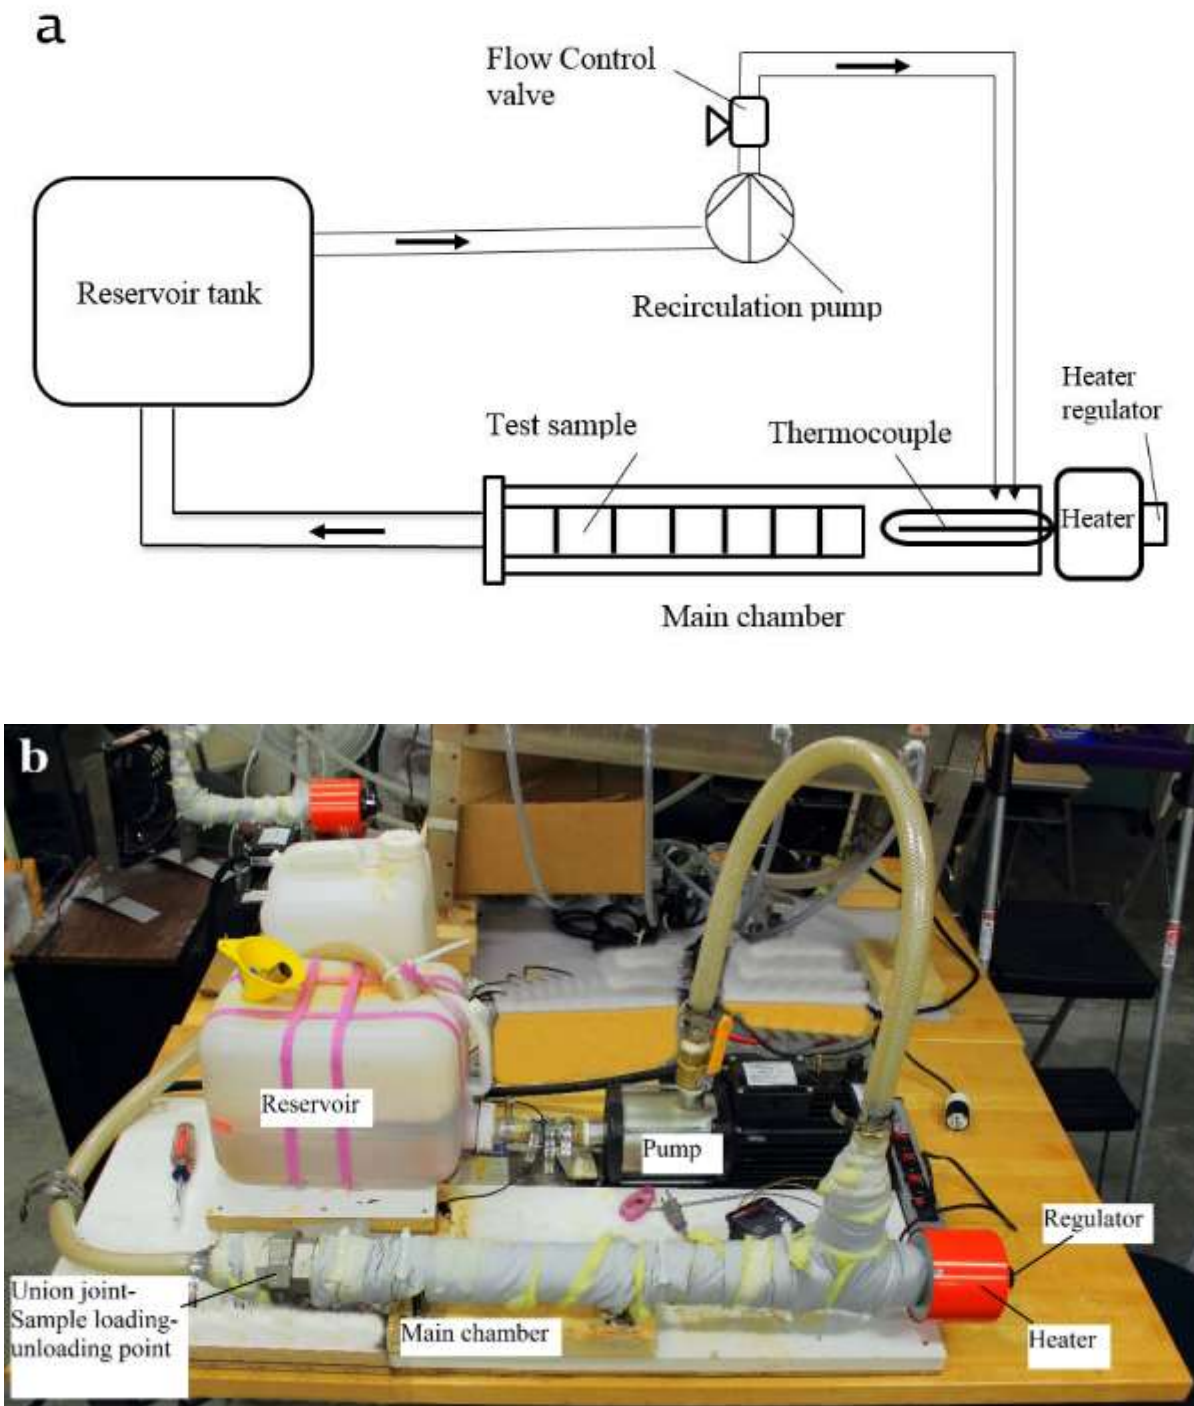 a
Flow Control
valve
Reservoir tank
Recirculation pump
Heater
regulator
Test sample
Thermocouple
Heater
Main chamber
b
Reservoir
Pump
Regulator
Union joint-
Sample loading-
unloading point
Main chamber
Heater